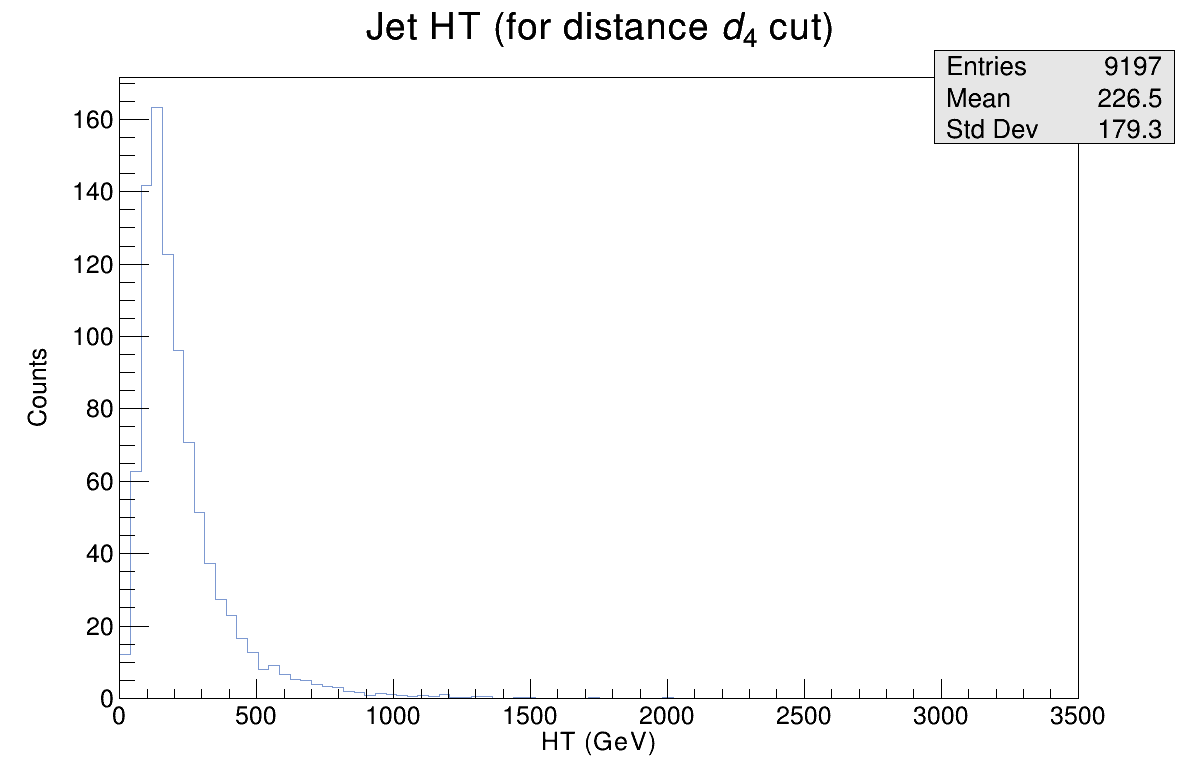 Jet HT (for distance d₄ cut)
Entries 9197
Mean 226.5
Std Dev 179.3
Counts
160
140
120
100
80
60
40
20
0
0 500 1000 1500 2000 2500 3000 3500
HT (GeV)